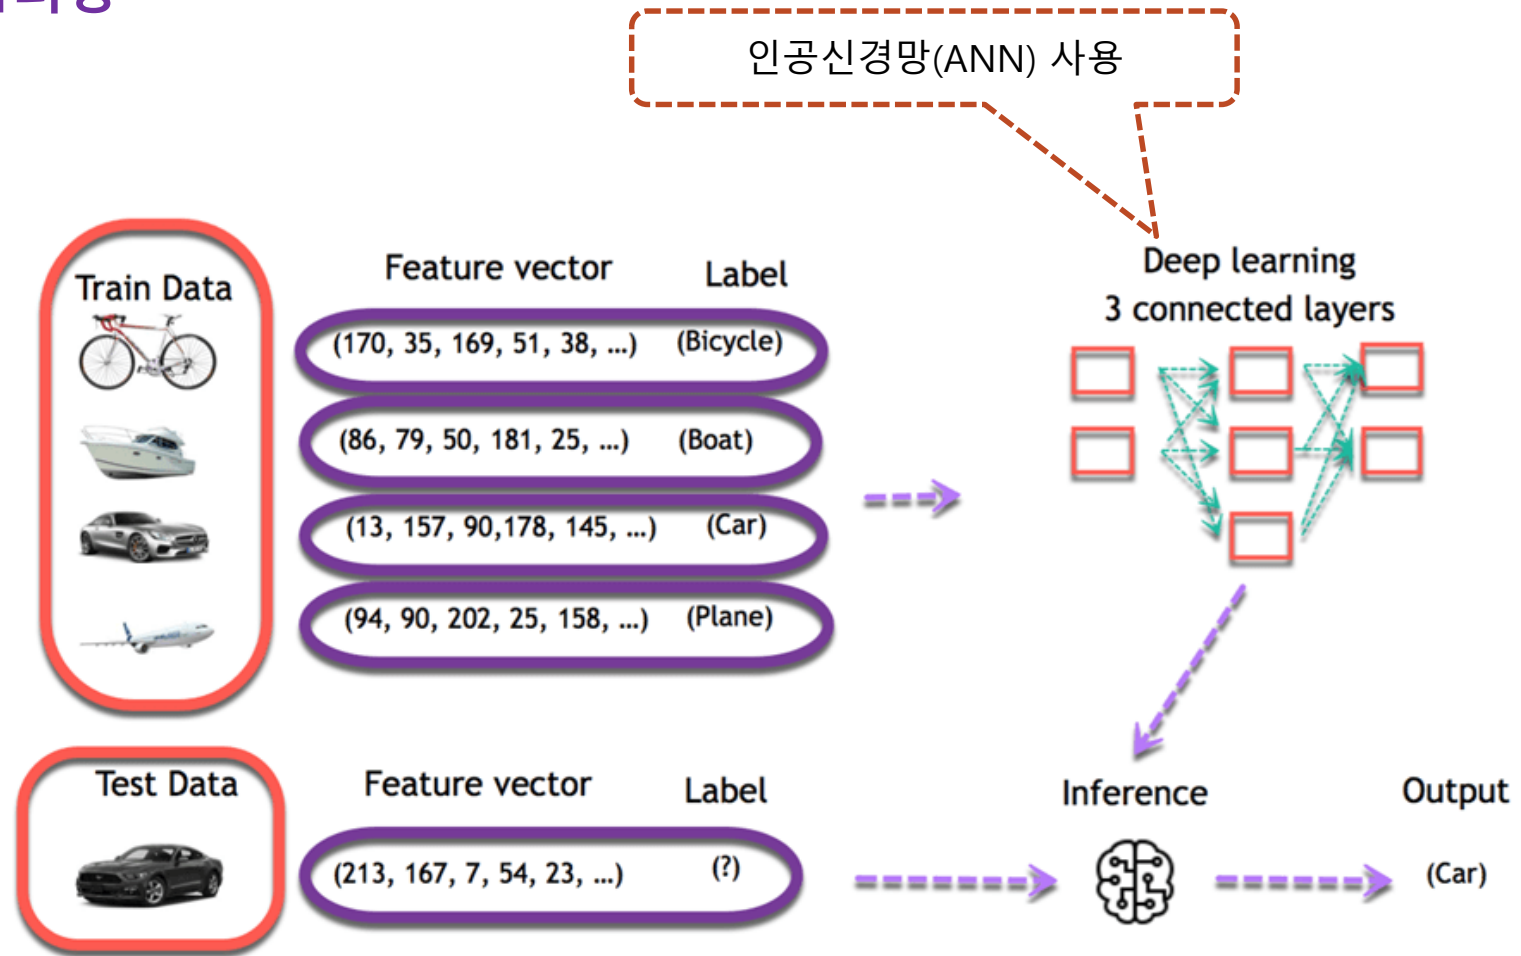 인공신경망(ANN) 사용
Train Data
Feature vector
Label
(170, 35, 169, 51, 38, ...)
(Bicycle)
(86, 79, 50, 181, 25, ...)
(Boat)
(13, 157, 90,178, 145, ...)
(Car)
(94, 90, 202, 25, 158, ...)
(Plane)
Deep learning
3 connected layers
Test Data
Feature vector
Label
(213, 167, 7, 54, 23, ...)
(?)
Inference
Output
(Car)